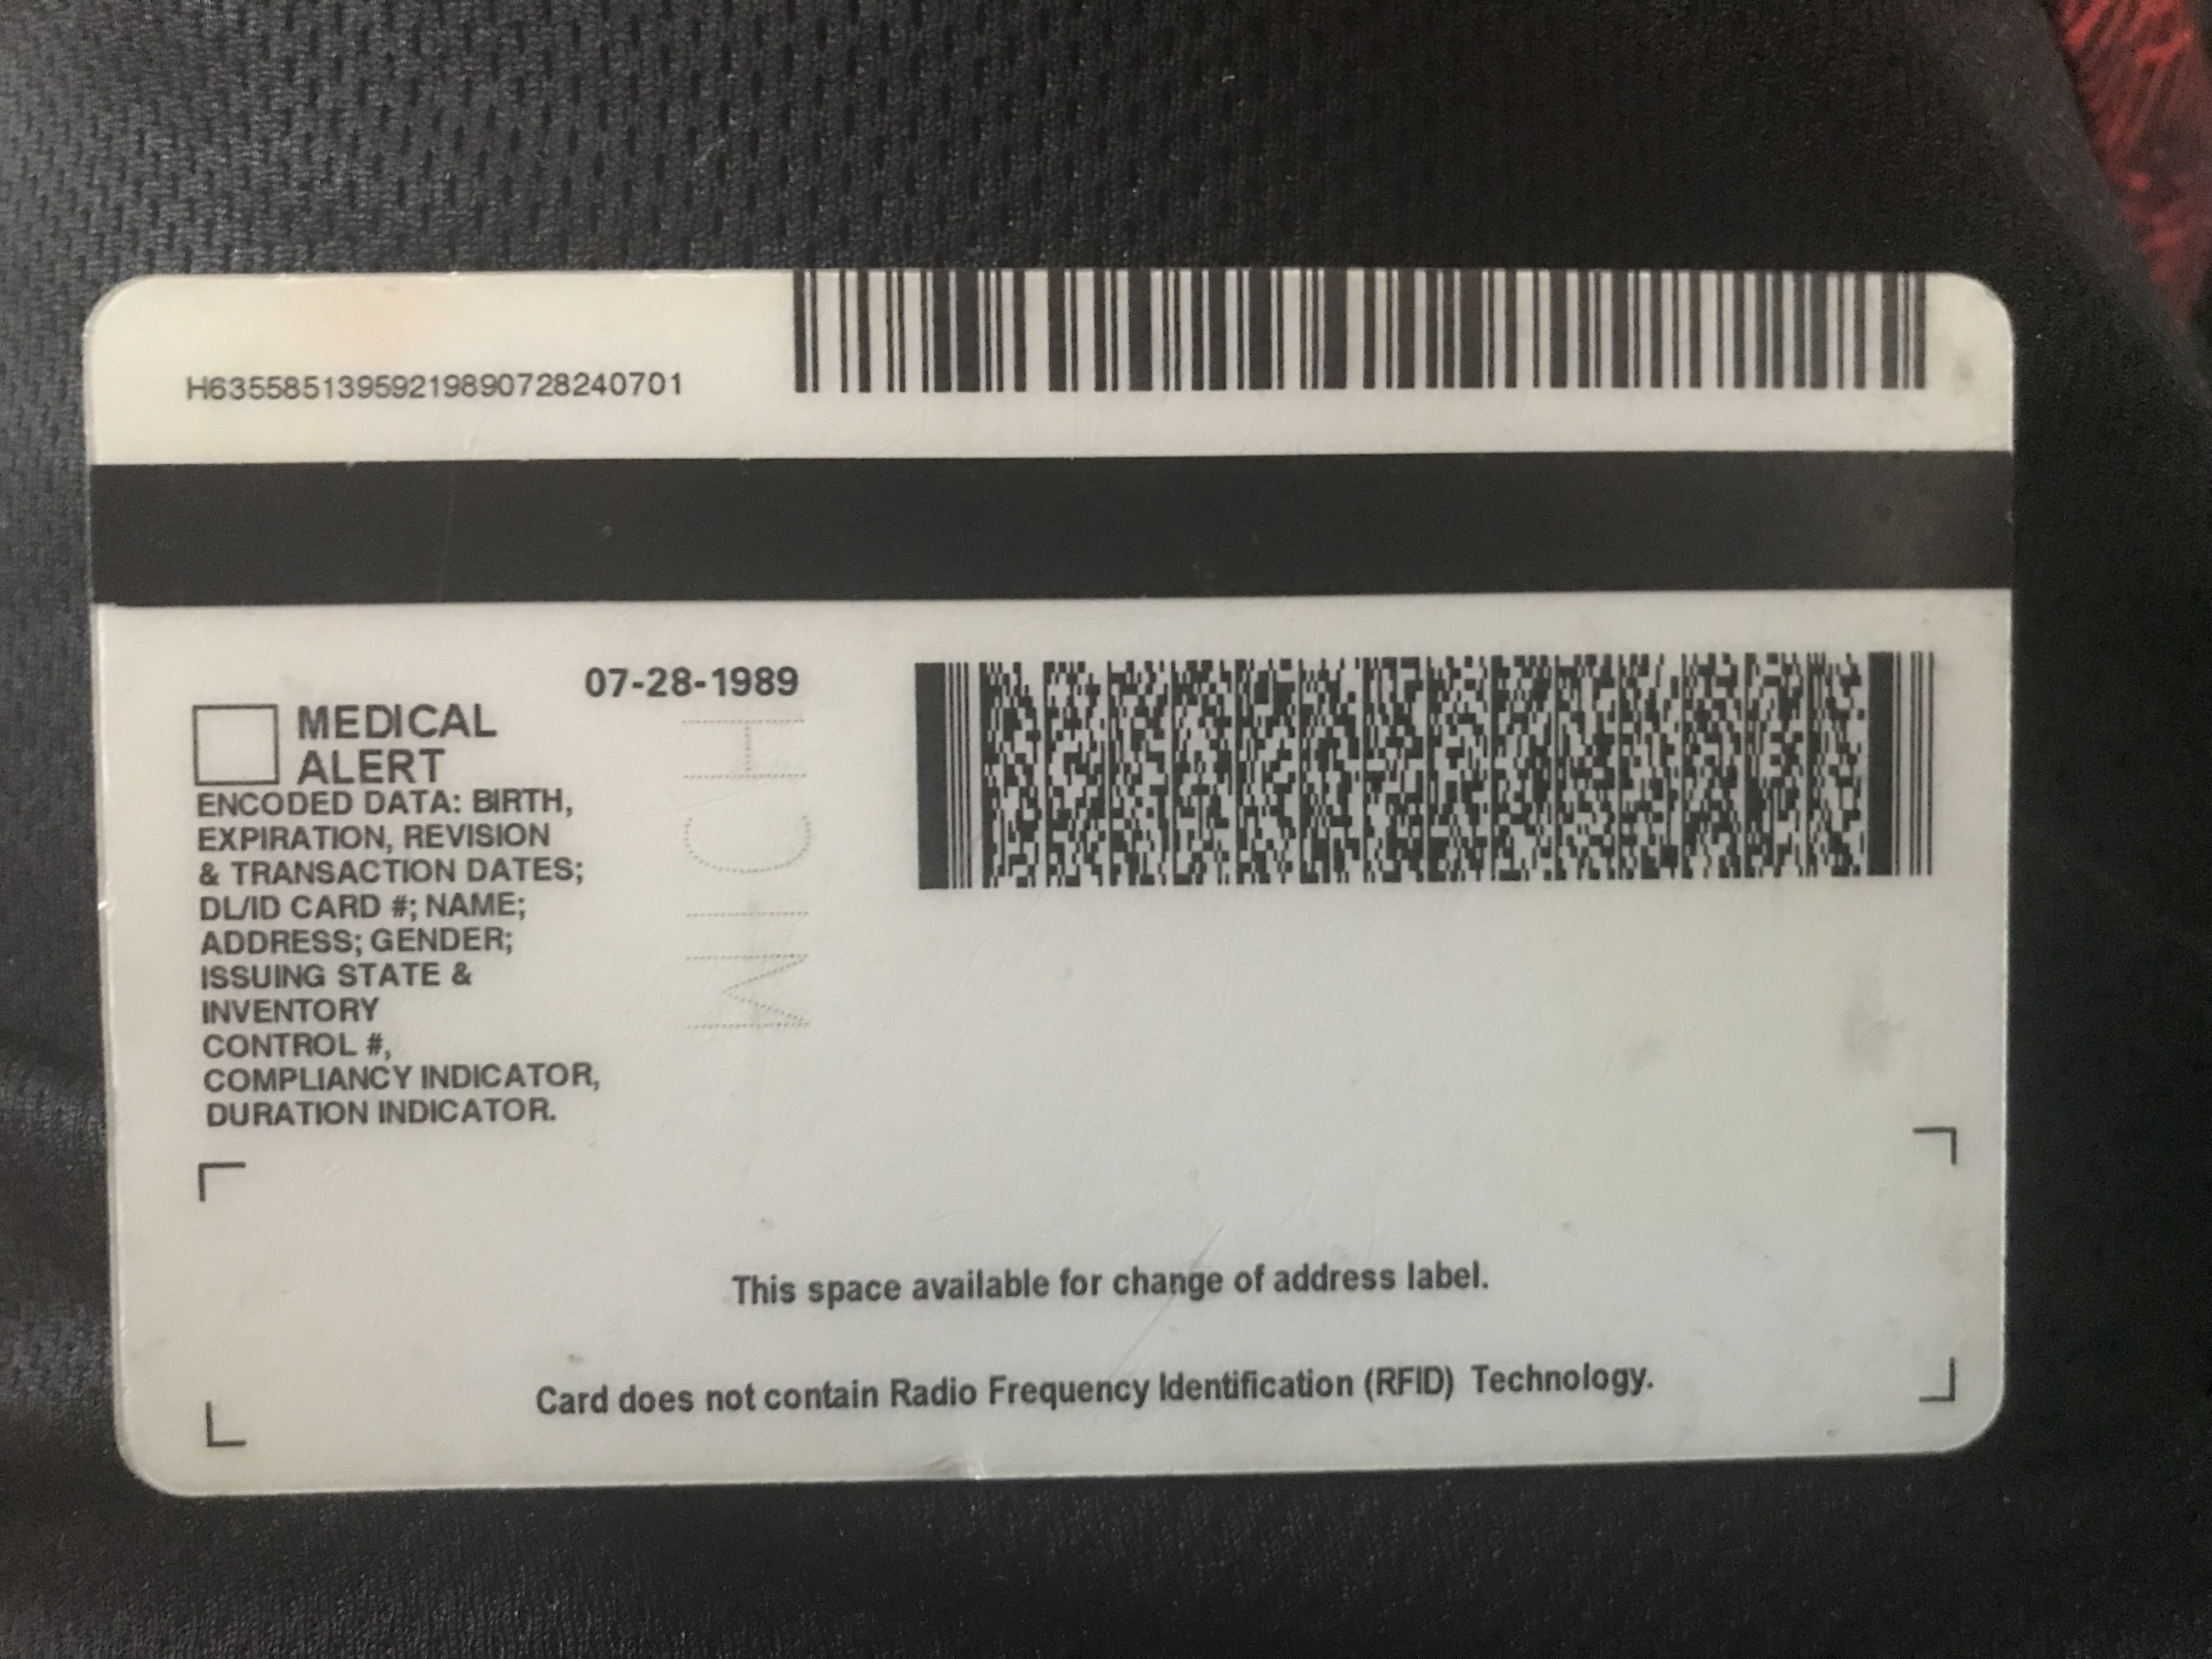 H635585139592198907282​40701
07-28-1989
MEDICAL
ALERT
ENCODED DATA: BIRTH,
EXPIRATION, REVISION
& TRANSACTION DATES;
DL/ID CARD #; NAME;
ADDRESS; GENDER;
ISSUING STATE &
INVENTORY
CONTROL #,
COMPLIANCY INDICATOR,
DURATION INDICATOR.
MICH
This space available for change of address label.
Card does not contain Radio Frequency Identification (RFID) Technology.